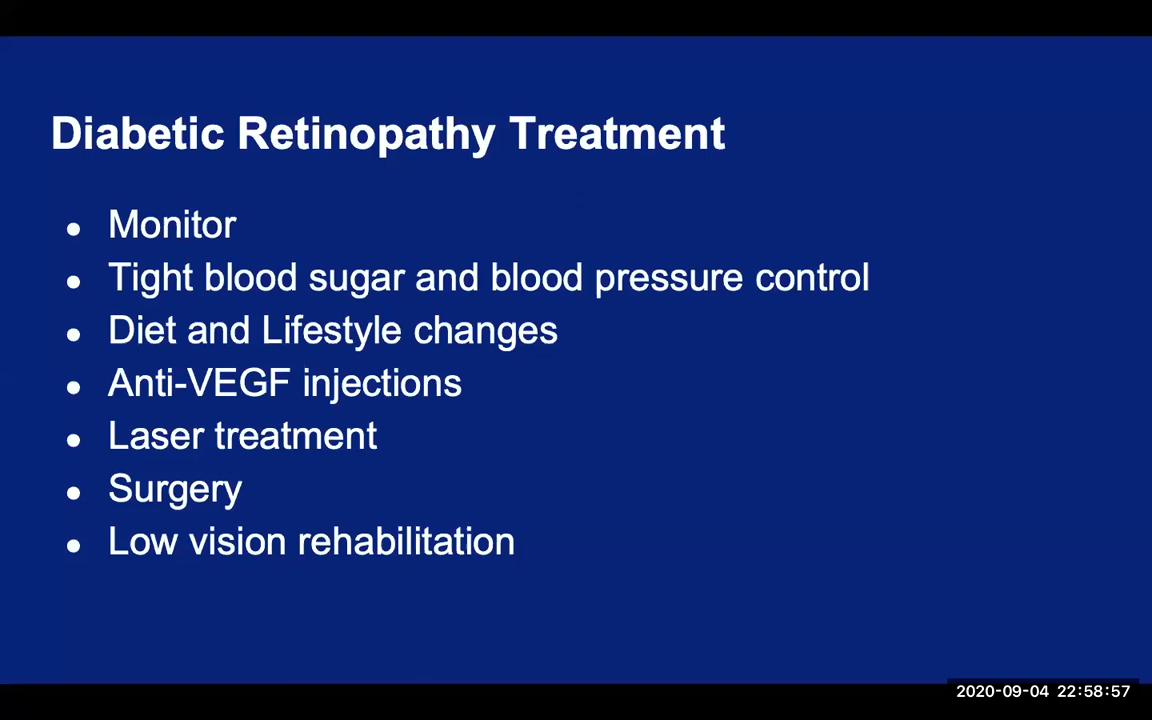 Diabetic Retinopathy Treatment
● Monitor
● Tight blood sugar and blood pressure control
● Diet and Lifestyle changes
● Anti-VEGF injections
● Laser treatment
● Surgery
● Low vision rehabilitation
2020-09-04 22:58:57